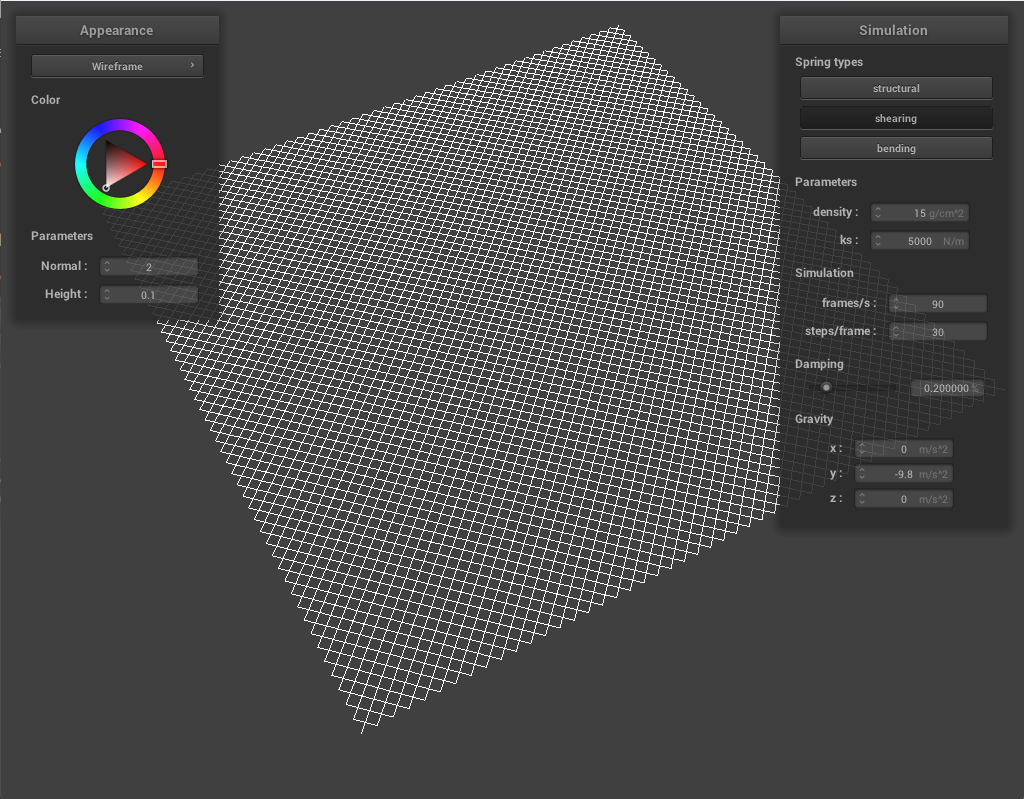 Appearance
Wireframe
Color
Parameters
Normal : 2
Height : 0.1
Simulation
Spring types
structural
shearing
bending
Parameters
density : 15 g/cm^2
ks : 5000 N/m
Simulation
frames/s : 90
steps/frame : 30
Damping
0.200000 %
Gravity
x : 0 m/s^2
y : -9.8 m/s^2
z : 0 m/s^2